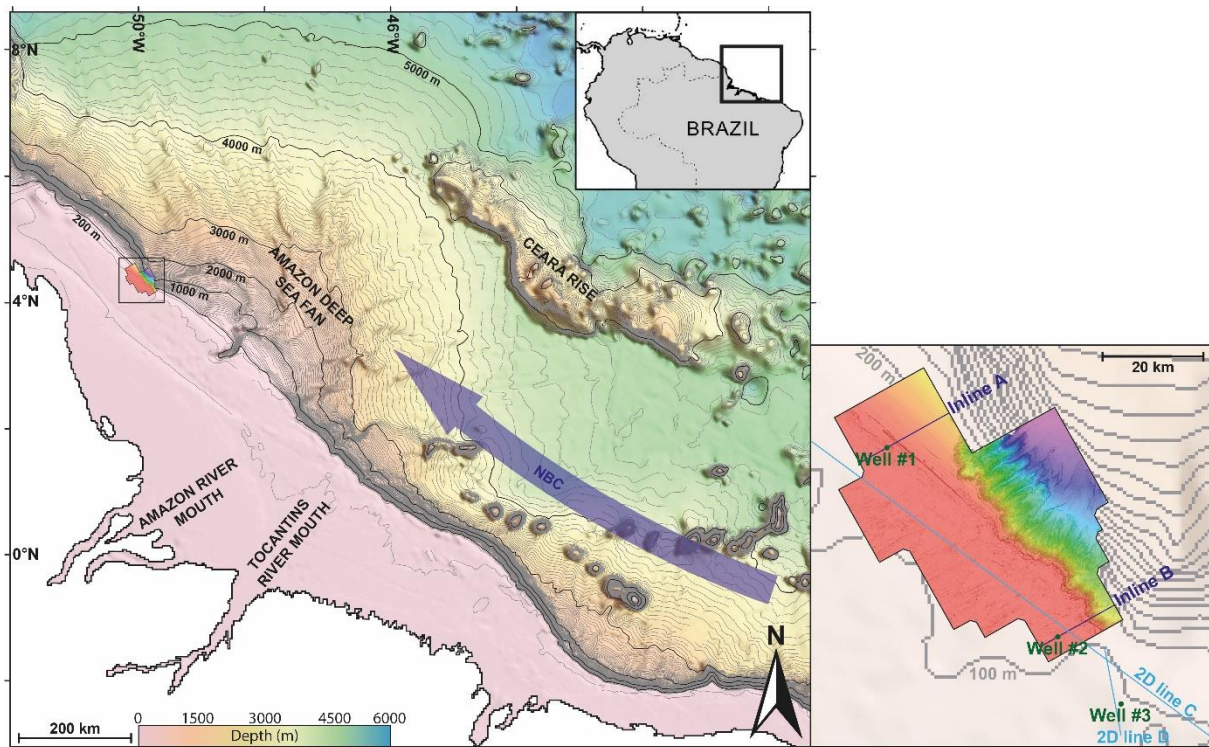 50°W
46°W
8°N
4°N
0°N
5000 m
4000 m
3000 m
2000 m
1000 m
200 m
AMAZON DEEP
SEA FAN
CEARA RISE
NBC
AMAZON RIVER
MOUTH
TOCANTINS
RIVER MOUTH
BRAZIL
N
200 km
0 1500 3000 4500 6000
Depth (m)
20 km
200 m
Inline A
Well #1
Inline B
Well #2
100 m
2D line C
Well #3
2D line D